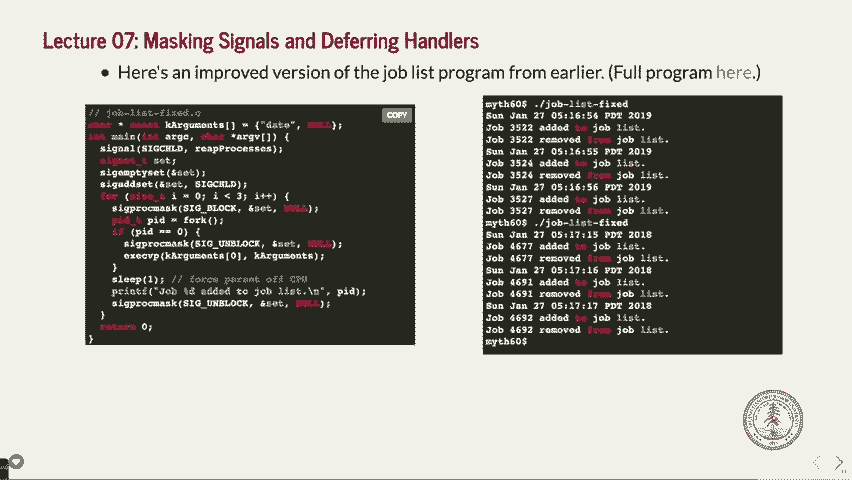 Lecture 07: Masking Signals and Deferring Handlers
• Here's an improved version of the job list program from earlier. (Full program here.)
COPY
// job-list-fixed.c
char * const kArguments[] = {"date", NULL};
int main(int argc, char *argv[]) {
signal(SIGCHLD, reapProcesses);
sigset_t set;
sigemptyset(&set);
sigaddset(&set, SIGCHLD);
for (size_t i = 0; i < 3; i++) {
sigprocmask(SIG_BLOCK, &set, NULL);
pid_t pid = fork();
if (pid == 0) {
sigprocmask(SIG_UNBLOCK, &set, NULL);
execvp(kArguments[0], kArguments);
}
sleep(1); // force parent off CPU
printf("Job %d added to job list.\n", pid);
sigprocmask(SIG_UNBLOCK, &set, NULL);
}
return 0;
}
myth60$ ./job-list-fixed
Sun Jan 27 05:16:54 PDT 2019
Job 3522 added to job list.
Job 3522 removed from job list.
Sun Jan 27 05:16:55 PDT 2019
Job 3524 added to job list.
Job 3524 removed from job list.
Sun Jan 27 05:16:56 PDT 2019
Job 3527 added to job list.
Job 3527 removed from job list.
myth60$ ./job-list-fixed
Sun Jan 27 05:17:15 PDT 2018
Job 4677 added to job list.
Job 4677 removed from job list.
Sun Jan 27 05:17:16 PDT 2018
Job 4691 added to job list.
Job 4691 removed from job list.
Sun Jan 27 05:17:17 PDT 2018
Job 4692 added to job list.
Job 4692 removed from job list.
myth60$